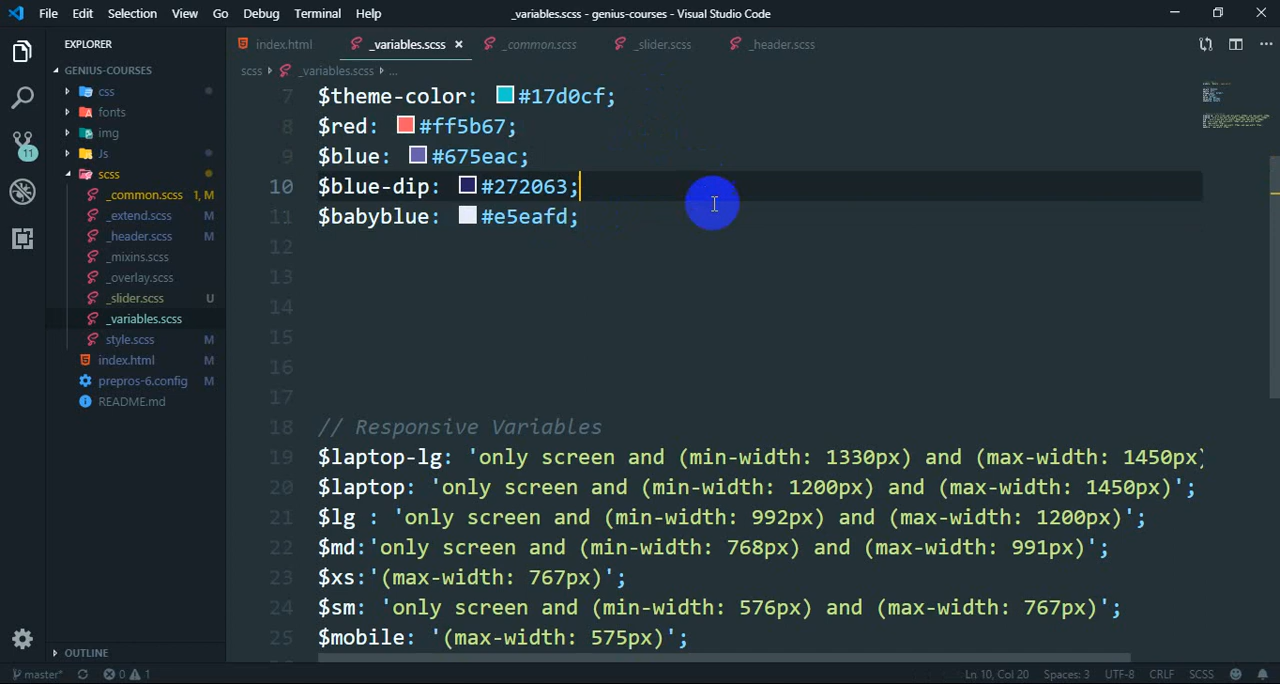 File Edit Selection View Go Debug Terminal Help
_variables.scss - genius-courses - Visual Studio Code
EXPLORER
GENIUS-COURSES
css
fonts
img
Js
scss
_common.scss 1, M
_extend.scss M
_header.scss M
_mixins.scss
_overlay.scss
_slider.scss U
_variables.scss
style.scss M
index.html M
prepros-6.config M
README.md
OUTLINE
11
index.html _variables.scss _common.scss _slider.scss _header.scss
scss _variables.scss ...
7 $theme-color: #17d0cf;
8 $red: #ff5b67;
9 $blue: #675eac;
10 $blue-dip: #272063;
11 $babyblue: #e5eafd;
12
13
14
15
16
17
18 // Responsive Variables
19 $laptop-lg: 'only screen and (min-width: 1330px) and (max-width: 1450px)
20 $laptop: 'only screen and (min-width: 1200px) and (max-width: 1450px)';
21 $lg : 'only screen and (min-width: 992px) and (max-width: 1200px)';
22 $md:'only screen and (min-width: 768px) and (max-width: 991px)';
23 $xs:'(max-width: 767px)';
24 $sm: 'only screen and (min-width: 576px) and (max-width: 767px)';
25 $mobile: '(max-width: 575px)';
master* 0 1 Ln 10, Col 20 Spaces: 3 UTF-8 CRLF SCSS